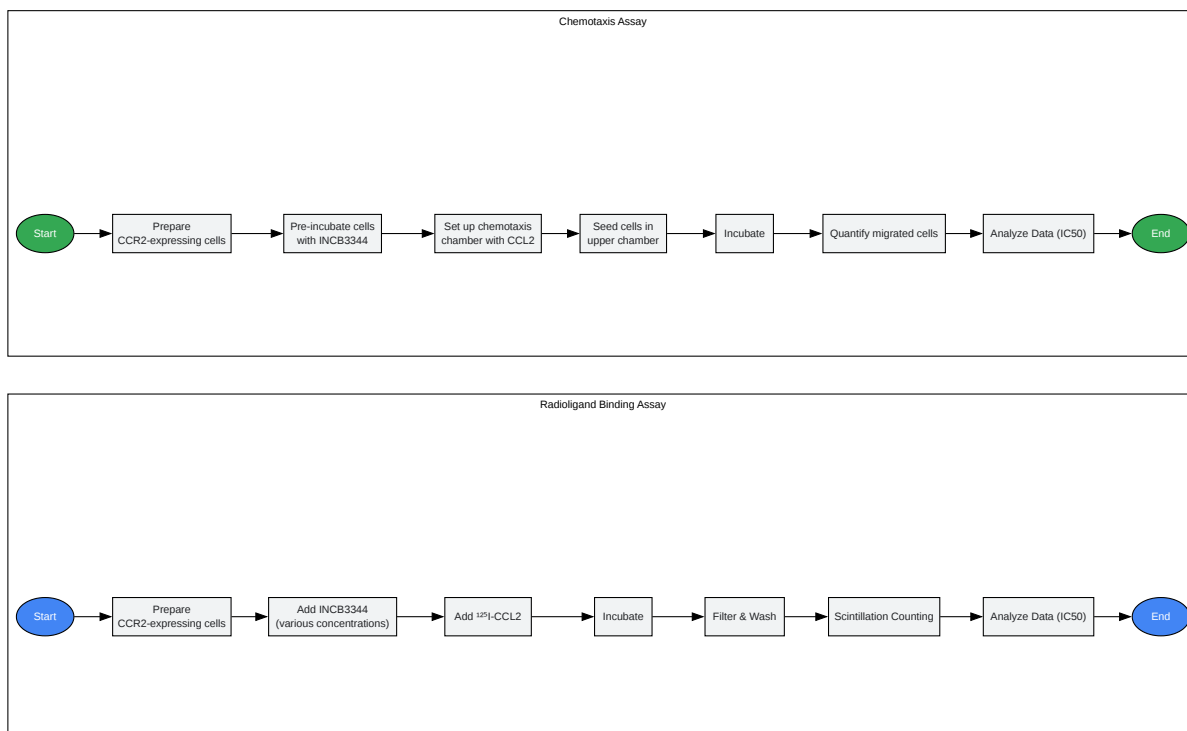 Chemotaxis Assay
Start
Prepare
CCR2-expressing cells
Pre-incubate cells
with INCB3344
Set up chemotaxis
chamber with CCL2
Seed cells in
upper chamber
Incubate
Quantify migrated cells
Analyze Data (IC50)
End
Radioligand Binding Assay
Start
Prepare
CCR2-expressing cells
Add INCB3344
(various concentrations)
Add ¹²⁵I-CCL2
Incubate
Filter & Wash
Scintillation Counting
Analyze Data (IC50)
End